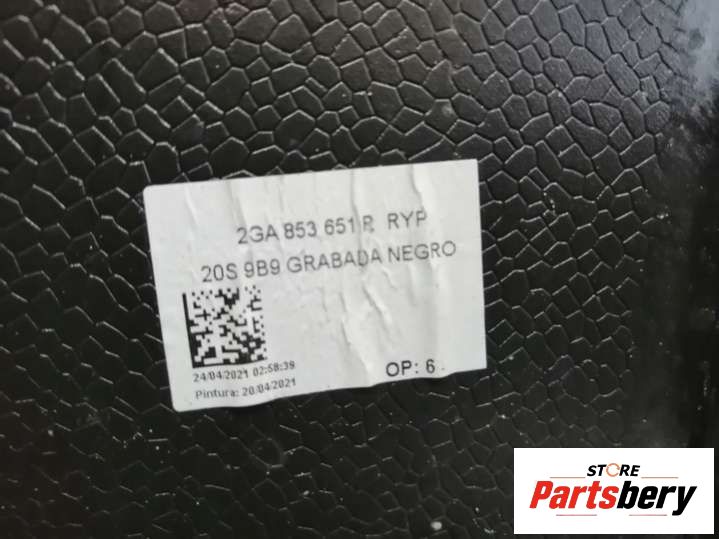 2GA 853 651 R RYP
20S 9B9 GRABADA NEGRO
24/04/2021 02:58:39
Pintura: 20/04/2021
OP: 6
STORE
Partsbery